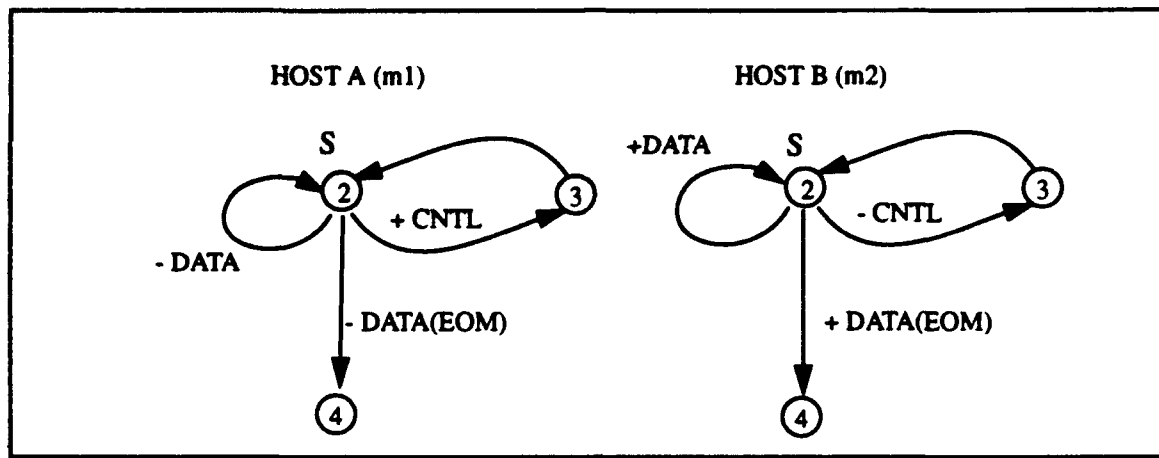 HOST A (m1)
HOST B (m2)
S
+DATA
S
2
3
2
3
+ CNTL
- CNTL
- DATA
- DATA(EOM)
+ DATA(EOM)
4
4